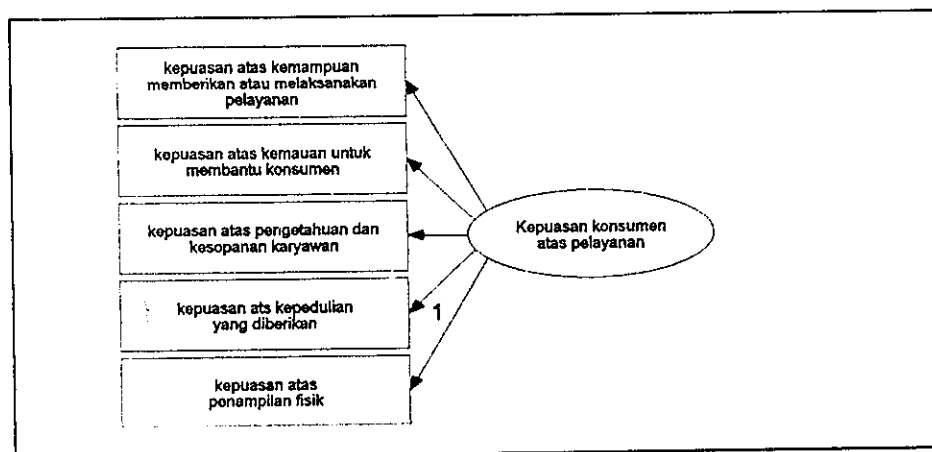 kepuasan atas kemampuan
memberikan atau melaksanakan
pelayanan
kepuasan atas kemauan untuk
membantu konsumen
kepuasan atas pengetahuan dan
kesopanan karyawan
kepuasan ats kepedulian
yang diberikan
kepuasan atas
penampilan fisik
Kepuasan konsumen
atas pelayanan
1